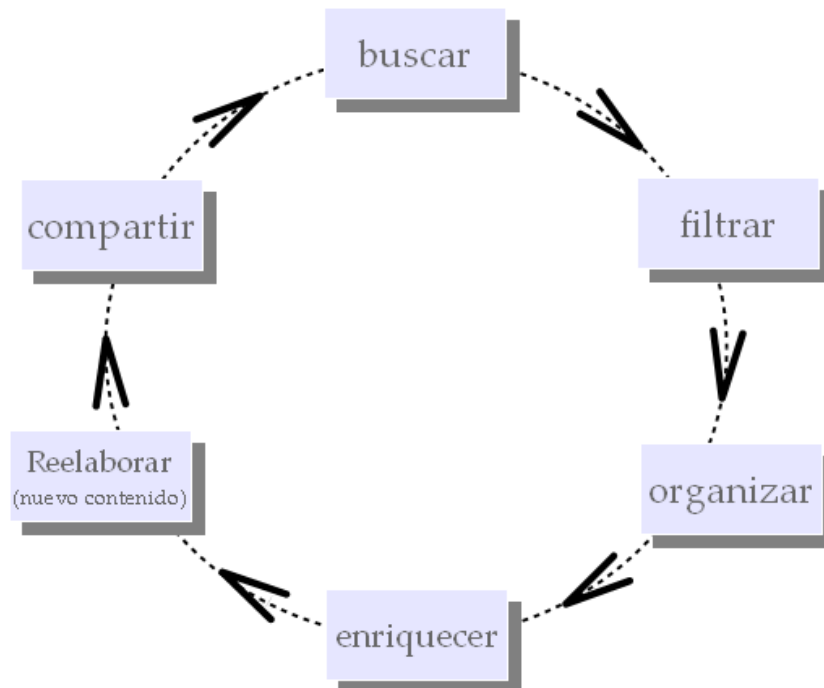 buscar
filtrar
organizar
enriquecer
Reelaborar
(nuevo contenido)
compartir